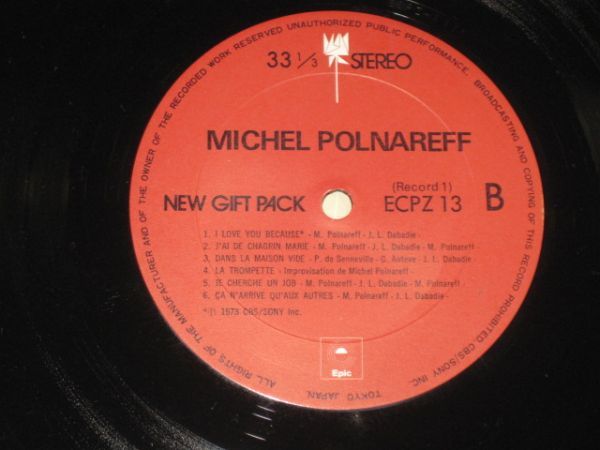 ALL RIGHTS OF THE MANUFACTURER AND OF THE OWNER OF THE RECORDED WORK RESERVED UNAUTHORIZED PUBLIC PERFORMANCE, BROADCASTING AND COPYING OF THIS RECORD PROHIBITED CBS/SONY INC.
33 1/3 STEREO
MICHEL POLNAREFF
NEW GIFT PACK
(Record 1)
ECPZ 13
B
1. I LOVE YOU BECAUSE* - M. Polnareff - J. L. Dabadie -
2. J'AI DE CHAGRIN MARIE - M. Polnareff - J. L. Dabadie - M. Polnareff -
3. DANS LA MAISON VIDE - P. de Senneville - C. Auteve - J. L. Dabadie -
4. LA TROMPETTE - Improvisation de Michel Polnareff -
5. JE CHERCHE UN JOB - M. Polnareff - J. L. Dabadie - M. Polnareff -
6. ÇA N'ARRIVE QU'AUX AUTRES - M. Polnareff - J. L. Dabadie -
*Ⓟ 1973 CBS/SONY Inc.
Epic
TOKYO JAPAN.